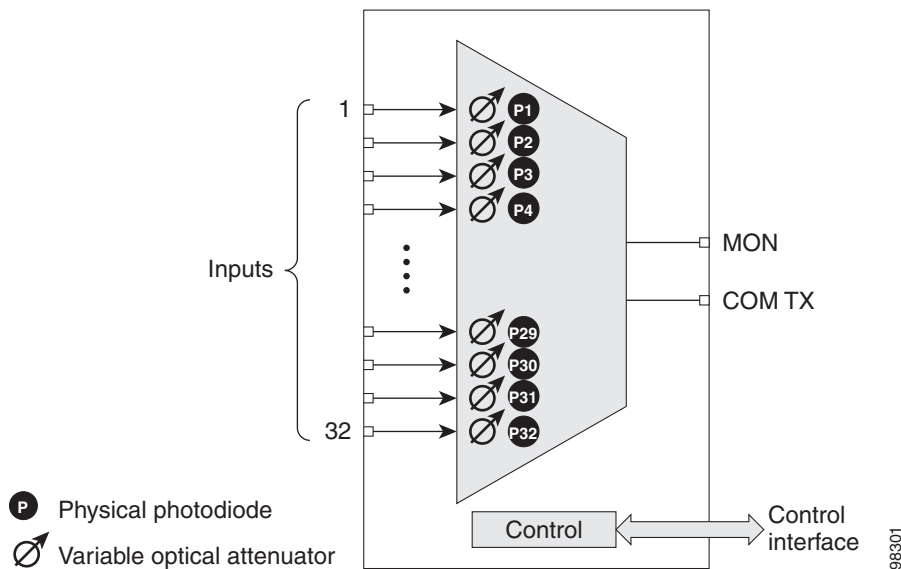 1
P1
P2
P3
P4
MON
Inputs
COM TX
P29
P30
P31
32
P32
P Physical photodiode
Variable optical attenuator
Control
Control
interface
98301